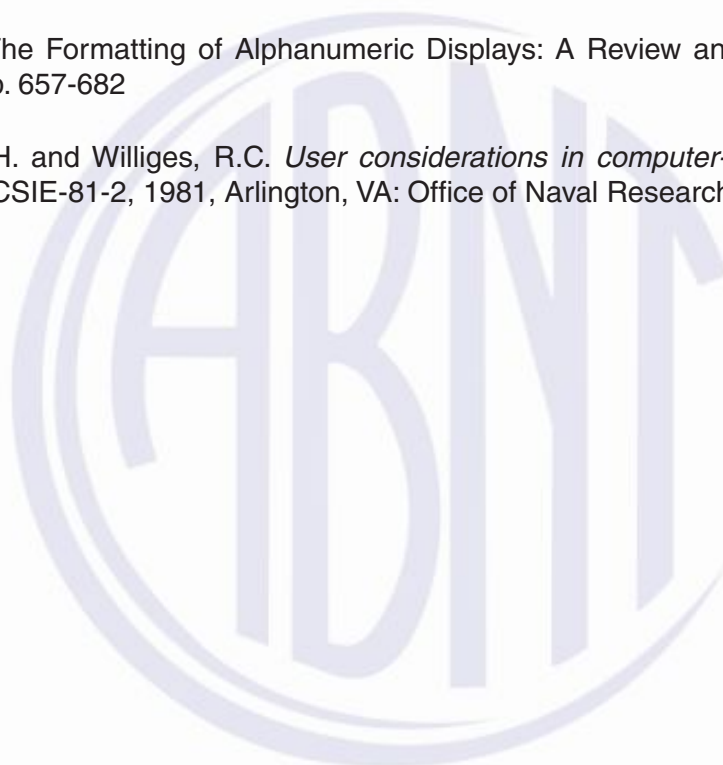 The Formatting of Alphanumeric Displays: A Review an
p. 657-682
H. and Williges, R.C. User considerations in computer-
CSIE-81-2, 1981, Arlington, VA: Office of Naval Research
ABNT